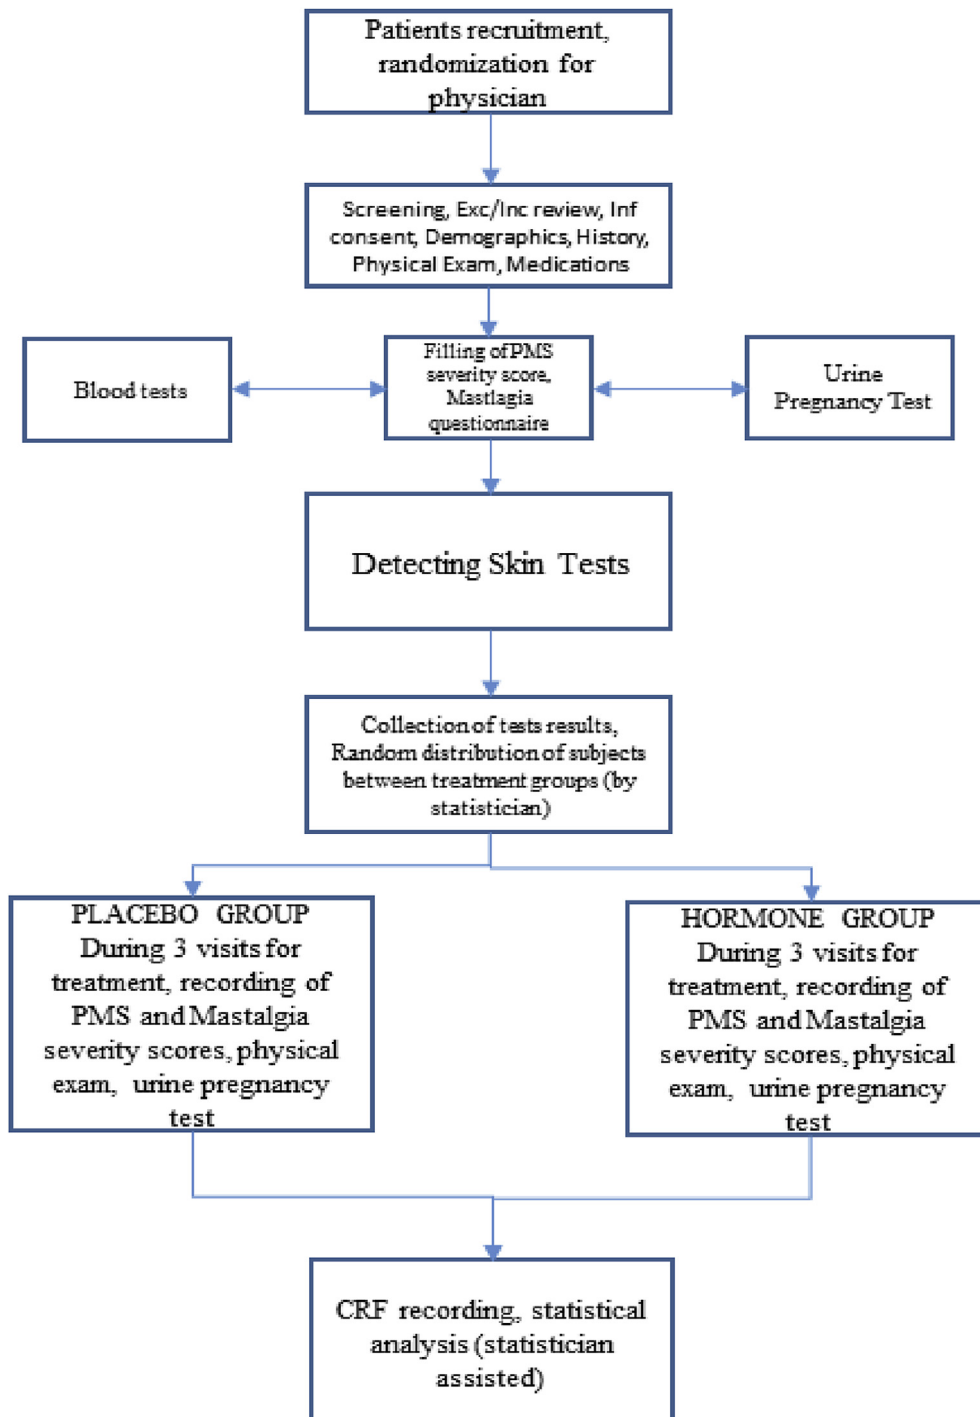 Patients recruitment,
randomization for
physician
Screening, Exc/Inc review, Inf
consent, Demographics, History,
Physical Exam, Medications
Blood tests
Filling of PMS
severity score,
Mastlagia
questionnaire
Urine
Pregnancy Test
Detecting Skin Tests
Collection of tests results,
Random distribution of subjects
between treatment groups (by
statistician)
PLACEBO GROUP
During 3 visits for
treatment, recording of
PMS and Mastalgia
severity scores, physical
exam, urine pregnancy
test
HORMONE GROUP
During 3 visits for
treatment, recording of
PMS and Mastalgia
severity scores, physical
exam, urine pregnancy
test
CRF recording, statistical
analysis (statistician
assisted)